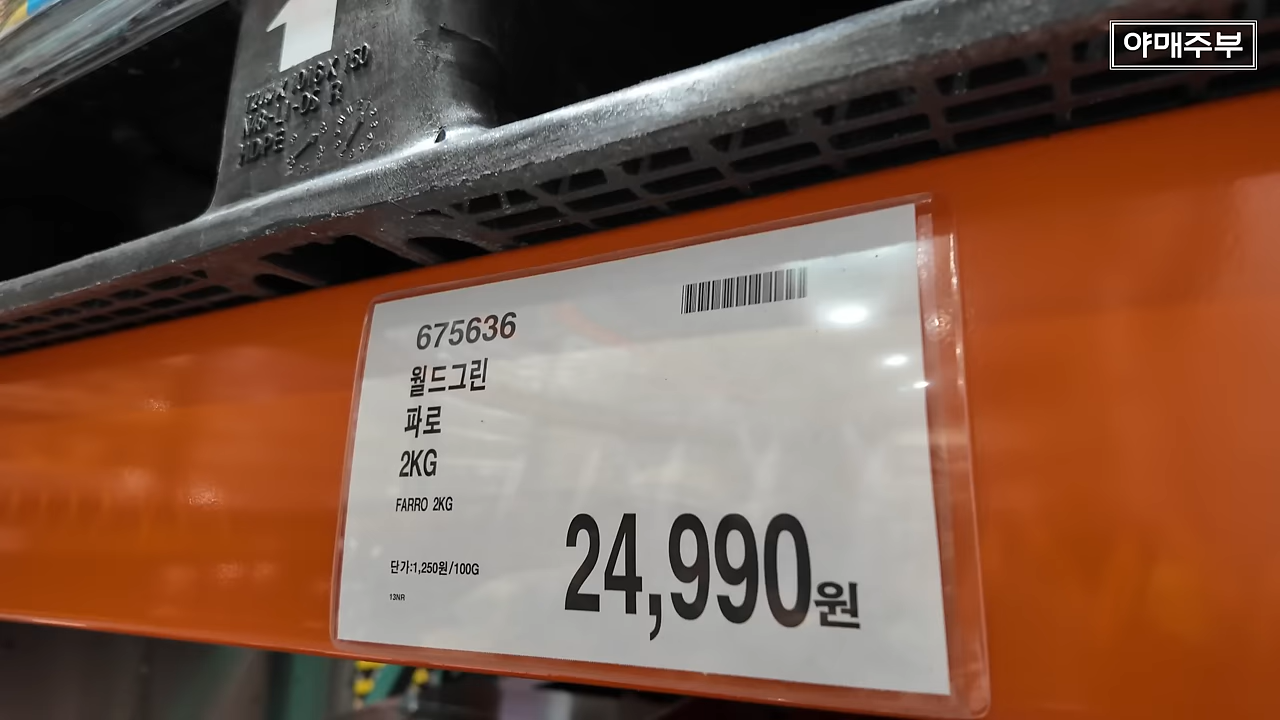 야매주부
HDPE
675636
월드그린
파로
2KG
FARRO 2KG
단가:1,250원/100G
13NR
24,990원